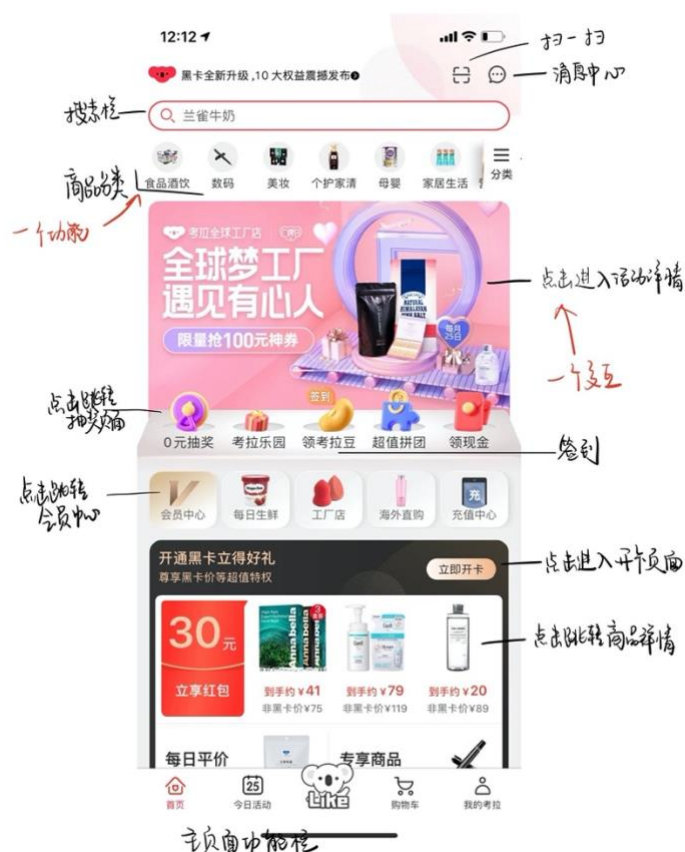 12:12
扫一扫
黑卡全新升级,10大权益震撼发布
消息中心
搜索栏
兰雀牛奶
商品分类
食品酒饮
数码
美妆
个护家清
母婴
家居生活
分类
一个功能
考拉全球工厂店
全球梦工厂
遇见有心人
限量抢100元神券
NATURAL
HIMALAYAN
PINK SALT
每月
25日
点击进入活动详情
一个交互
点击跳转
抽奖页面
签到
0元抽奖
考拉乐园
领考拉豆
超值拼团
领现金
签到
点击跳转
会员中心
充
会员中心
每日生鲜
工厂店
海外直购
充值中心
开通黑卡立得好礼
尊享黑卡价等超值特权
立即开卡
点击进入开卡页面
30元
立享红包
Annabella
Annabella
Annabella
点击跳转商品详情
到手约¥41
非黑卡价¥75
到手约¥79
非黑卡价¥119
到手约¥20
非黑卡价¥89
每日平价
专享商品
25
Like
首页
今日活动
购物车
我的考拉
主页面功能栏